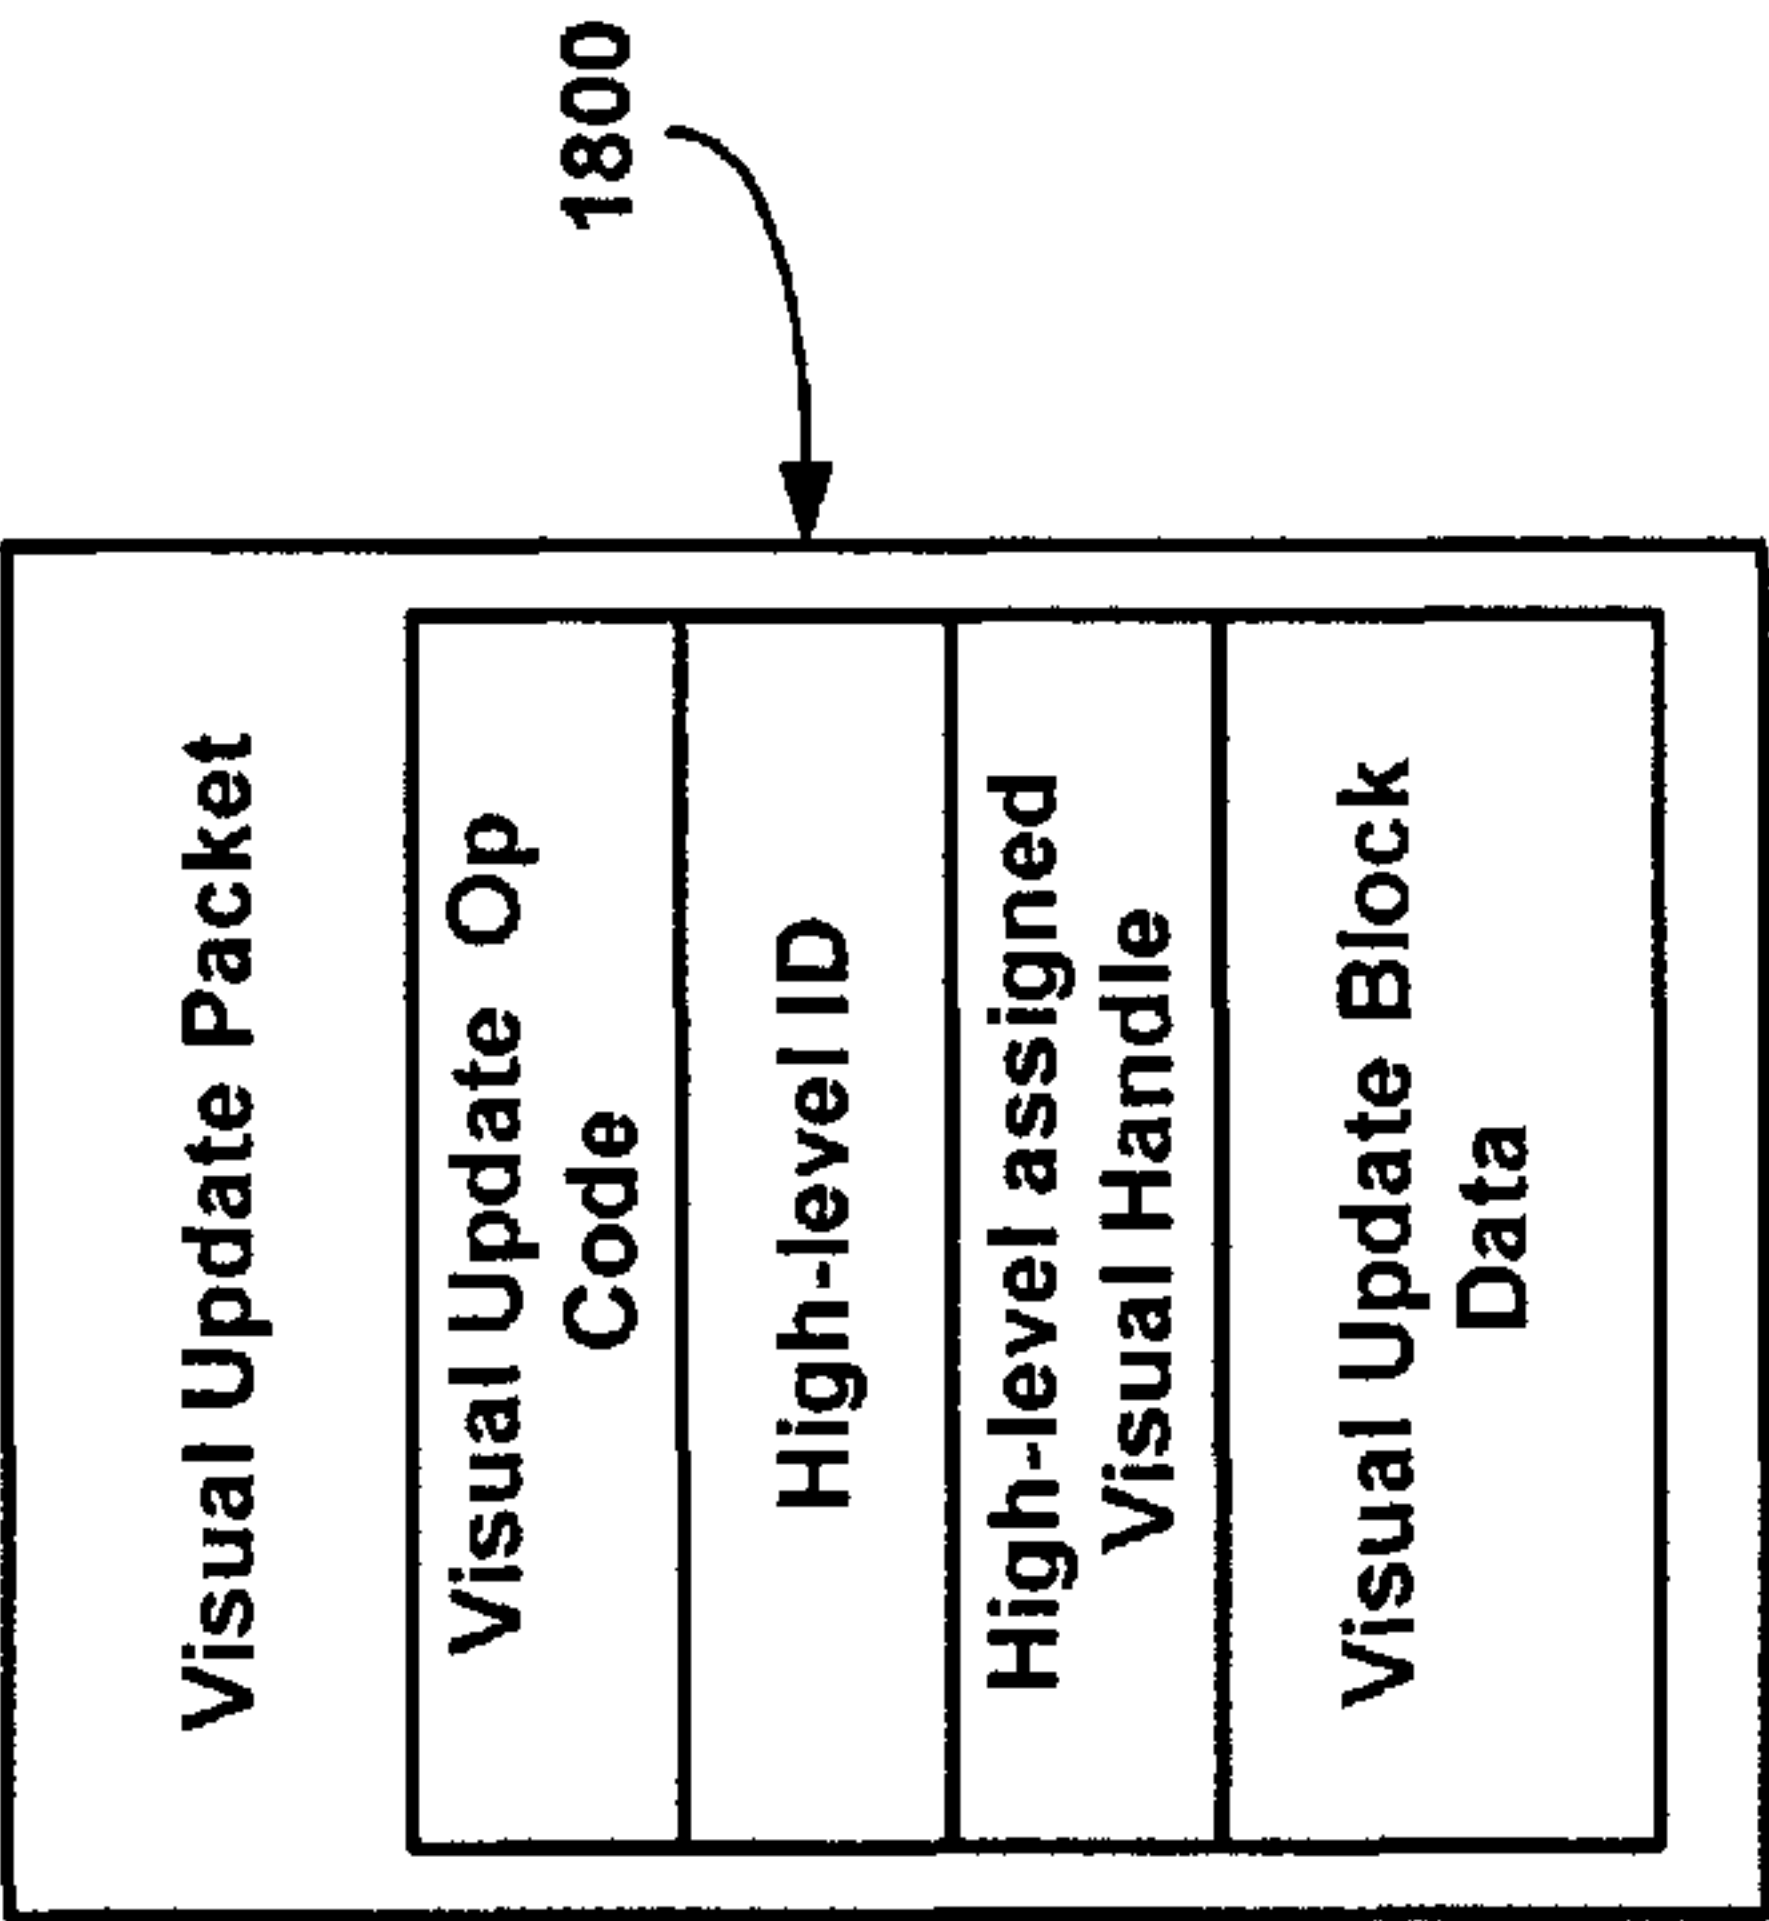 Visual Update Packet
Visual Update Op
Code
High-level ID
High-level assigned
Visual Handle
Visual Update Block
Data
1800